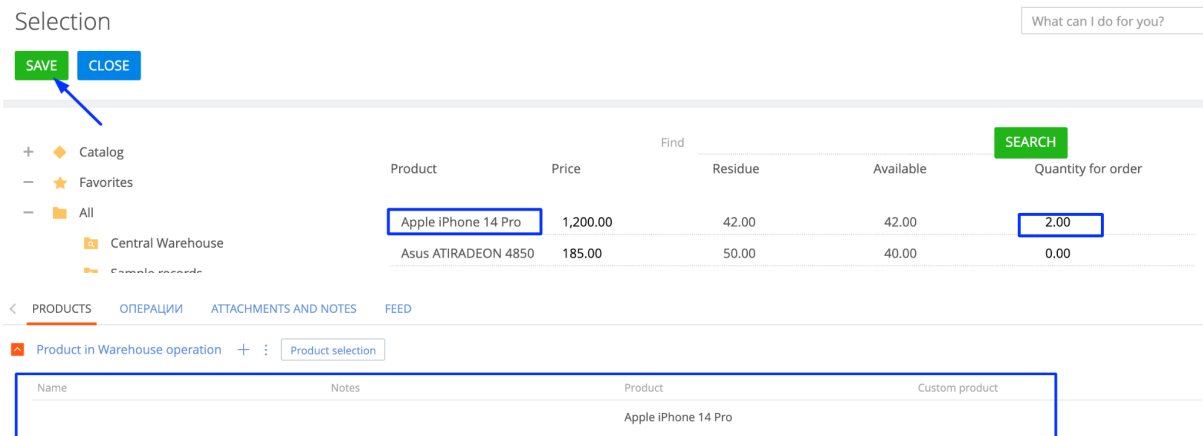 Selection
What can I do for you?
SAVE CLOSE
Find SEARCH
Catalog
Favorites
All
Central Warehouse
Sample records
Product Price Residue Available Quantity for order
Apple iPhone 14 Pro 1,200.00 42.00 42.00 2.00
Asus ATIRADEON 4850 185.00 50.00 40.00 0.00
PRODUCTS ОПЕРАЦИИ ATTACHMENTS AND NOTES FEED
Product in Warehouse operation Product selection
Name Notes Product Custom product
Apple iPhone 14 Pro